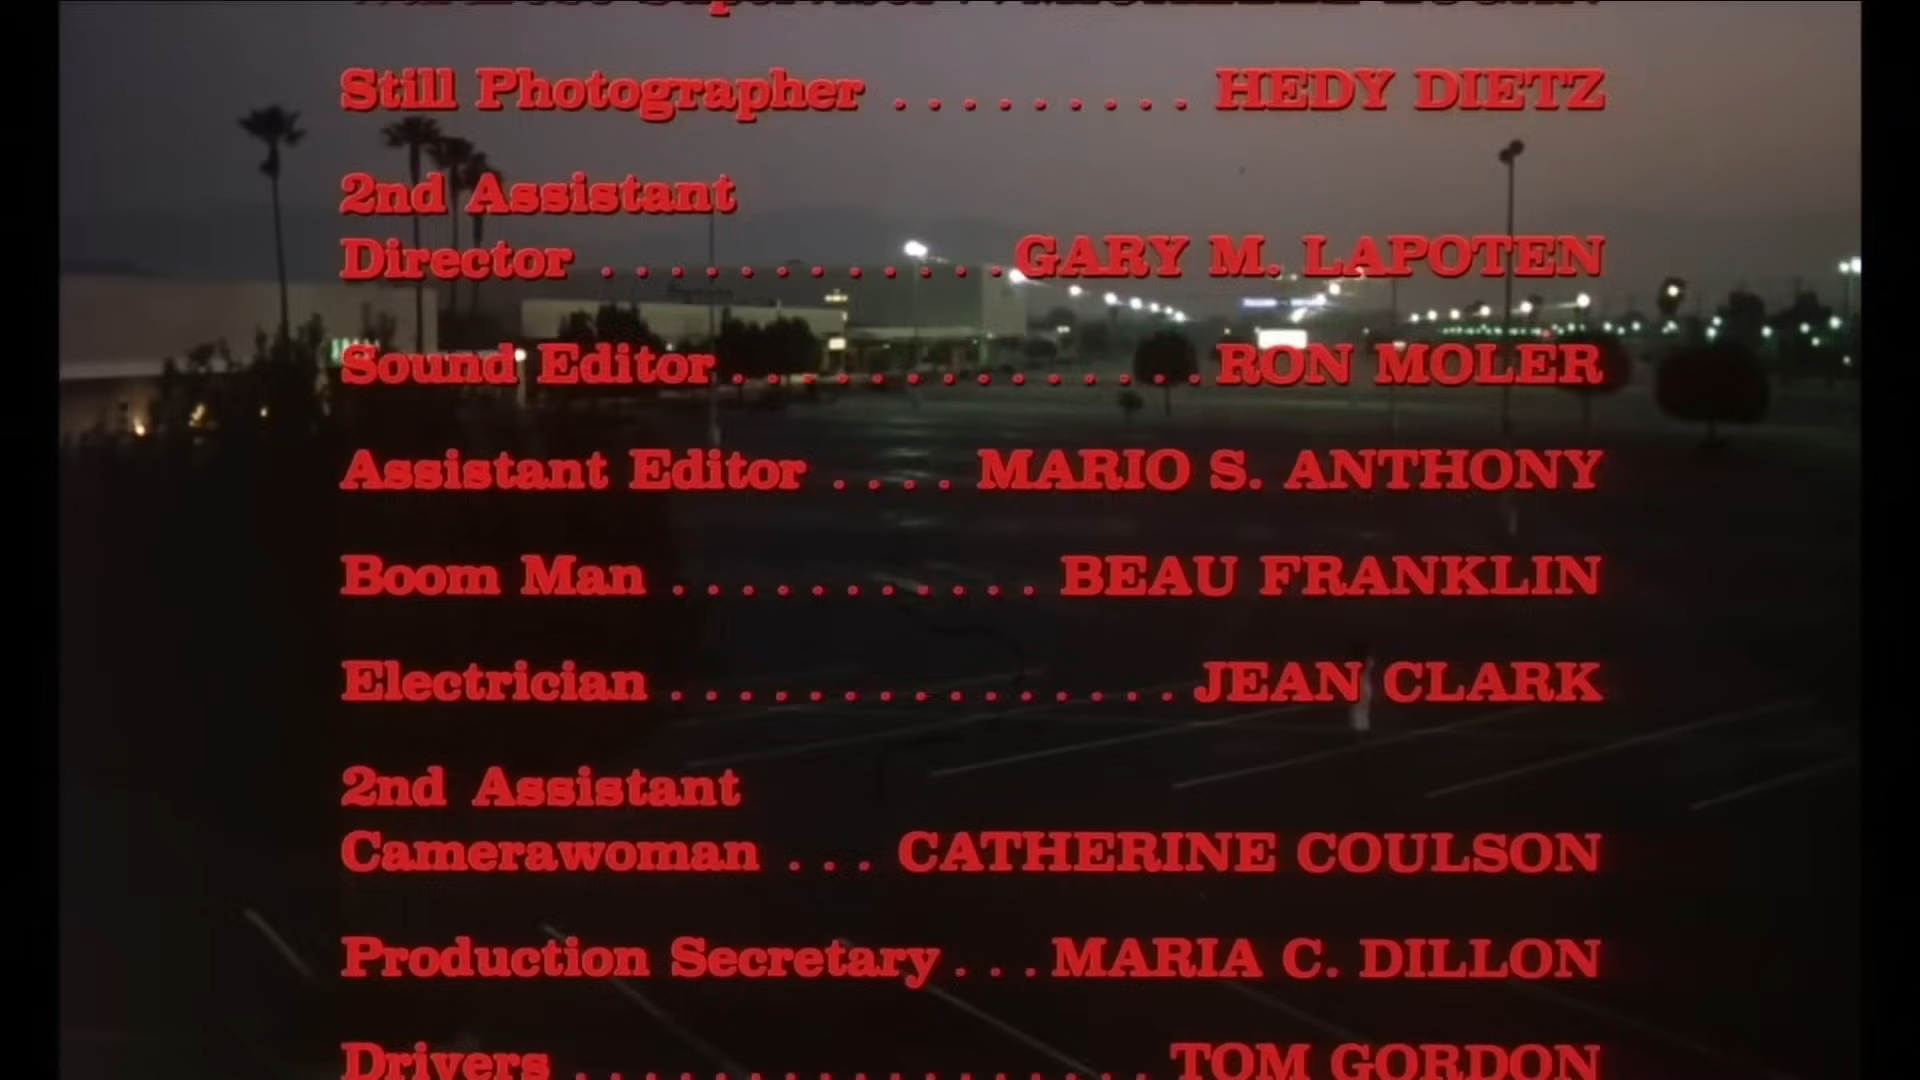 Still Photographer . . . . . . . . . HEDY DIETZ
2nd Assistant
Director . . . . . . . . . . . . GARY M. LAPOTEN
Sound Editor . . . . . . . . . . . . . . RON MOLER
Assistant Editor . . . . MARIO S. ANTHONY
Boom Man . . . . . . . . . . . BEAU FRANKLIN
Electrician . . . . . . . . . . . . . . . JEAN CLARK
2nd Assistant
Camerawoman . . . CATHERINE COULSON
Production Secretary . . . MARIA C. DILLON
Drivers . . . . . . . . . . . . . . . . . TOM GORDON